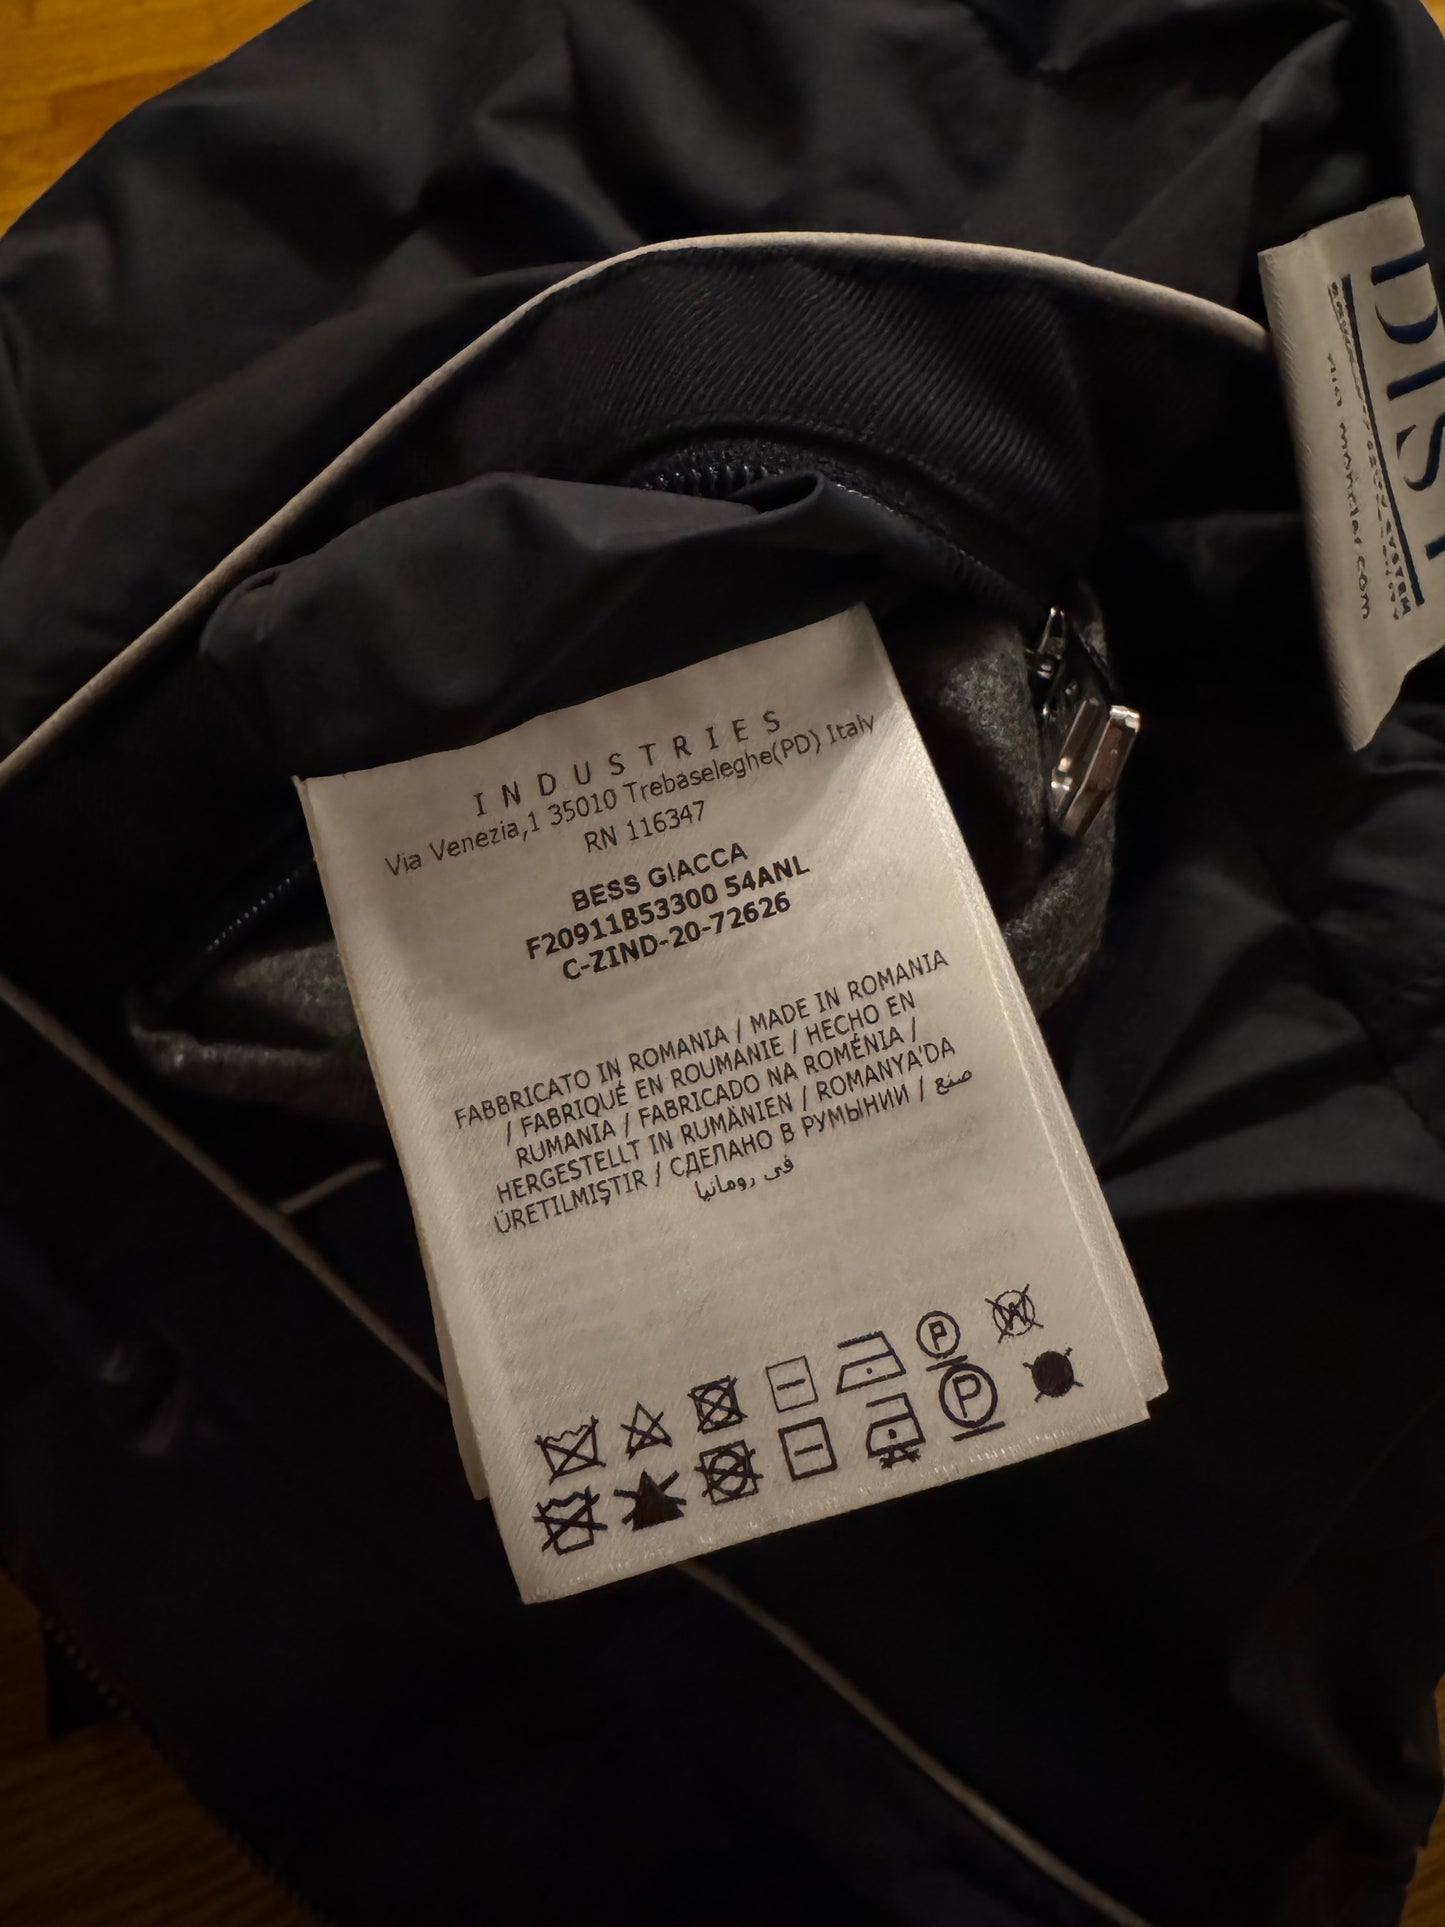 INDUSTRIES
Via Venezia,1 35010 Trebaseleghe(PD) Italy
RN 116347
BESS GIACCA
F20911B53300 54ANL
C-ZIND-20-72626
FABBRICATO IN ROMANIA / MADE IN ROMANIA
/ FABRIQUÉ EN ROUMANIE / HECHO EN
RUMANIA / FABRICADO NA ROMÉNIA /
HERGESTELLT IN RUMÄNIEN / ROMANYA'DA
ÜRETILMIŞTIR / СДЕЛАНО В РУМЫНИИ / صنع
في رومانيا
P W
P
DIST